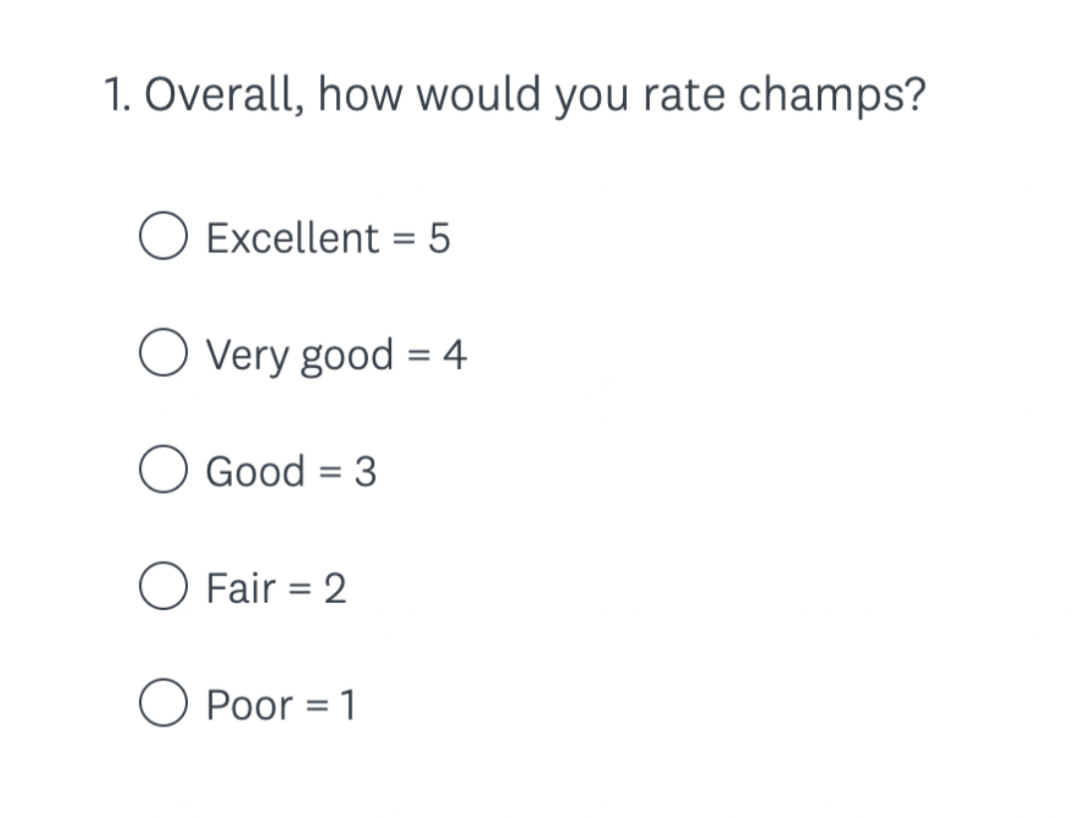 1. Overall, how would you rate champs?
Excellent = 5
Very good = 4
Good = 3
Fair = 2
Poor = 1